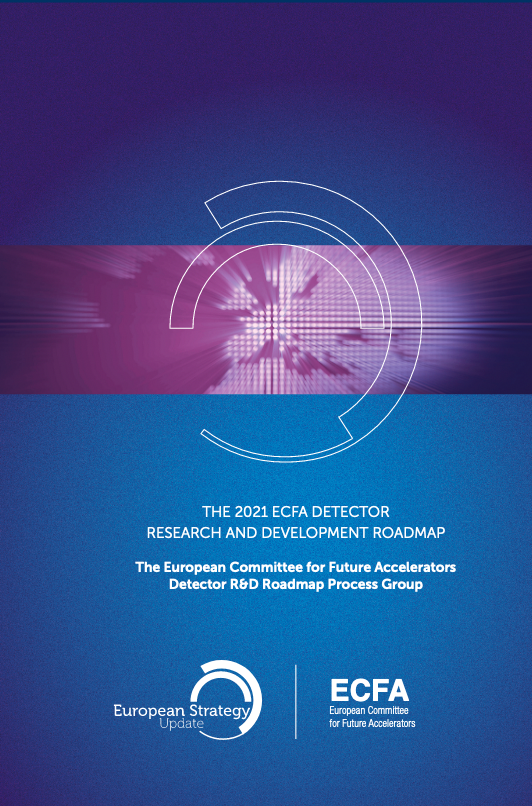 THE 2021 ECFA DETECTOR
RESEARCH AND DEVELOPMENT ROADMAP
The European Committee for Future Accelerators
Detector R&D Roadmap Process Group
European Strategy
Update
ECFA
European Committee
for Future Accelerators